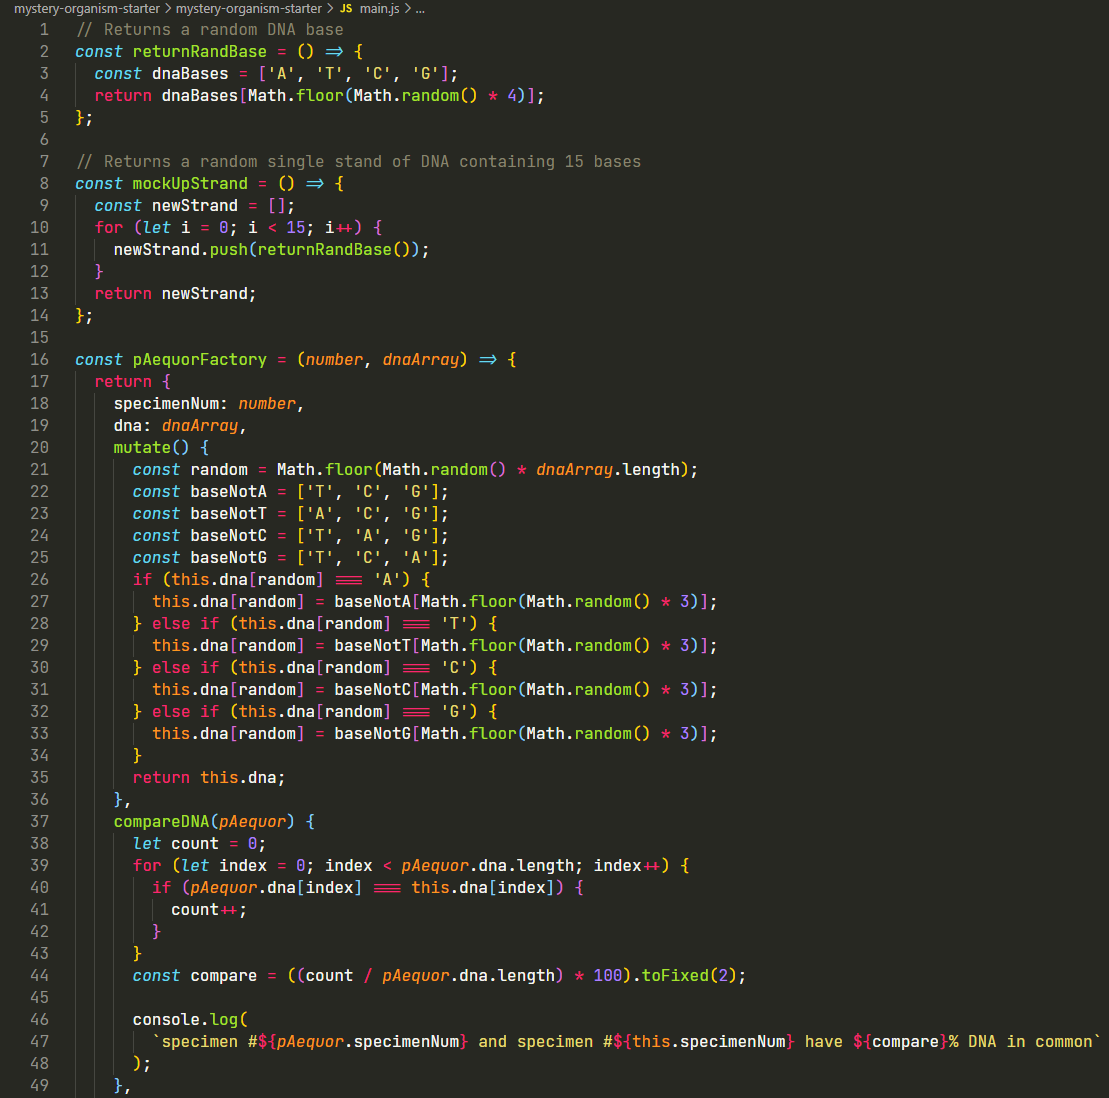 mystery-organism-starter > mystery-organism-starter > JS main.js > ...
1 // Returns a random DNA base
2 const returnRandBase = () => {
3 const dnaBases = ['A', 'T', 'C', 'G'];
4 return dnaBases[Math.floor(Math.random() * 4)];
5 };
6
7 // Returns a random single stand of DNA containing 15 bases
8 const mockUpStrand = () => {
9 const newStrand = [];
10 for (let i = 0; i < 15; i++) {
11 newStrand.push(returnRandBase());
12 }
13 return newStrand;
14 };
15
16 const pAequorFactory = (number, dnaArray) => {
17 return {
18 specimenNum: number,
19 dna: dnaArray,
20 mutate() {
21 const random = Math.floor(Math.random() * dnaArray.length);
22 const baseNotA = ['T', 'C', 'G'];
23 const baseNotT = ['A', 'C', 'G'];
24 const baseNotC = ['T', 'A', 'G'];
25 const baseNotG = ['T', 'C', 'A'];
26 if (this.dna[random] === 'A') {
27 this.dna[random] = baseNotA[Math.floor(Math.random() * 3)];
28 } else if (this.dna[random] === 'T') {
29 this.dna[random] = baseNotT[Math.floor(Math.random() * 3)];
30 } else if (this.dna[random] === 'C') {
31 this.dna[random] = baseNotC[Math.floor(Math.random() * 3)];
32 } else if (this.dna[random] === 'G') {
33 this.dna[random] = baseNotG[Math.floor(Math.random() * 3)];
34 }
35 return this.dna;
36 },
37 compareDNA(pAequor) {
38 let count = 0;
39 for (let index = 0; index < pAequor.dna.length; index++) {
40 if (pAequor.dna[index] === this.dna[index]) {
41 count++;
42 }
43 }
44 const compare = ((count / pAequor.dna.length) * 100).toFixed(2);
45
46 console.log(
47 `specimen #${pAequor.specimenNum} and specimen #${this.specimenNum} have ${compare}% DNA in common`
48 );
49 },